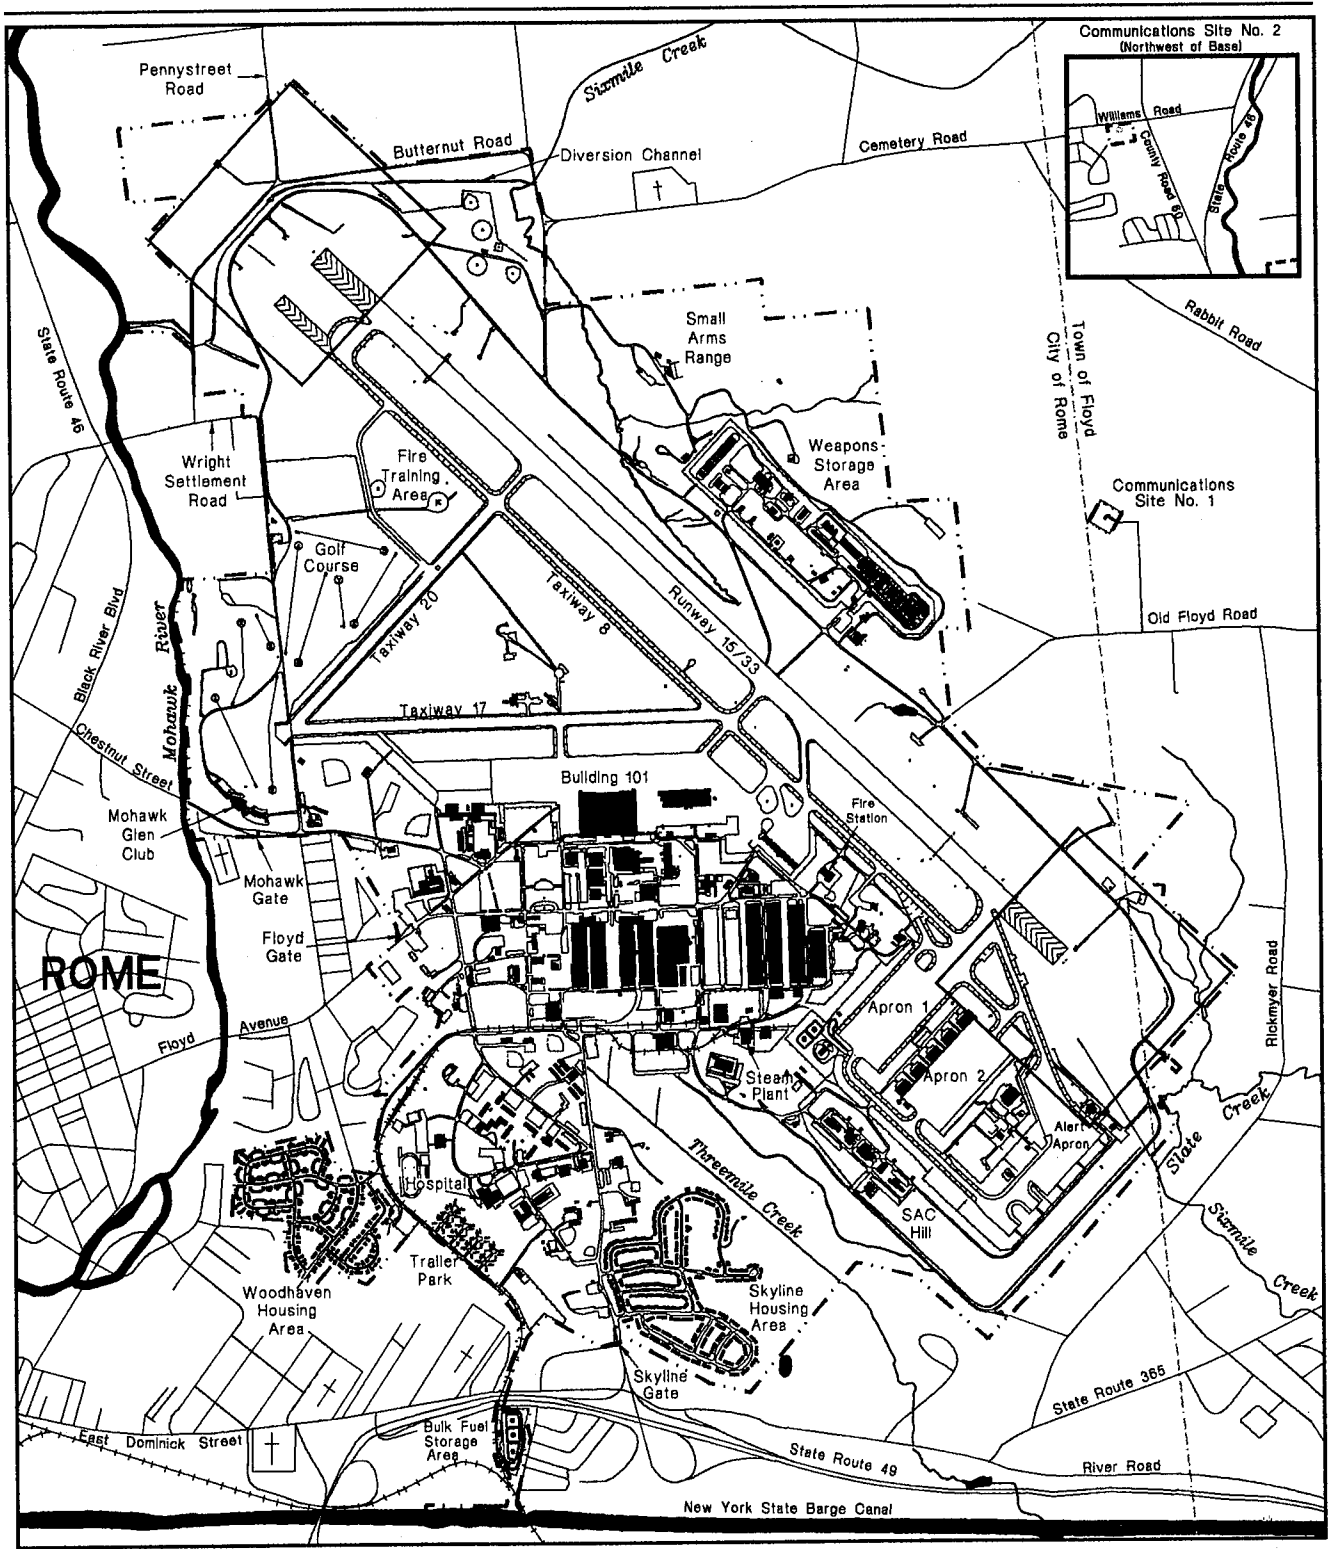 Communications Site No. 2
(Northwest of Base)
Williams Road
County Road 60
State Route 46
Pennystreet
Road
Sixmile Creek
Butternut Road
Diversion Channel
Cemetery Road
Rabbit Road
State Route 46
Small
Arms
Range
Town of Floyd
City of Rome
Wright
Settlement
Road
Fire
Training
Area
Weapons
Storage
Area
Communications
Site No. 1
Golf
Course
Taxiway 20
Taxiway 8
Runway 15/33
Old Floyd Road
Black River Blvd
Mohawk River
Taxiway 17
Chestnut Street
Building 101
Mohawk
Glen
Club
Fire
Station
Mohawk
Gate
Floyd
Gate
ROME
Floyd Avenue
Apron 1
Rickmyer Road
Steam
Plant
Apron 2
Alert
Apron
Slate Creek
Threemile Creek
Hospital
SAC
Hill
Sixmile Creek
Trailer
Park
Woodhaven
Housing
Area
Skyline
Housing
Area
Skyline
Gate
State Route 365
East Dominick Street
Bulk Fuel
Storage
Area
State Route 49
River Road
New York State Barge Canal